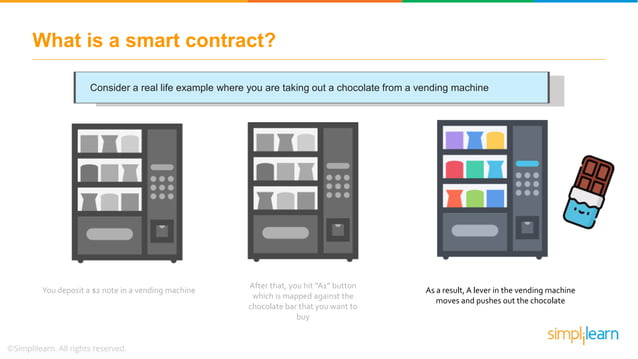 What is a smart contract?
Consider a real life example where you are taking out a chocolate from a vending machine
You deposit a $2 note in a vending machine
After that, you hit "A1" button
which is mapped against the
chocolate bar that you want to
buy
As a result, A lever in the vending machine
moves and pushes out the chocolate
simplilearn
©Simplilearn. All rights reserved.